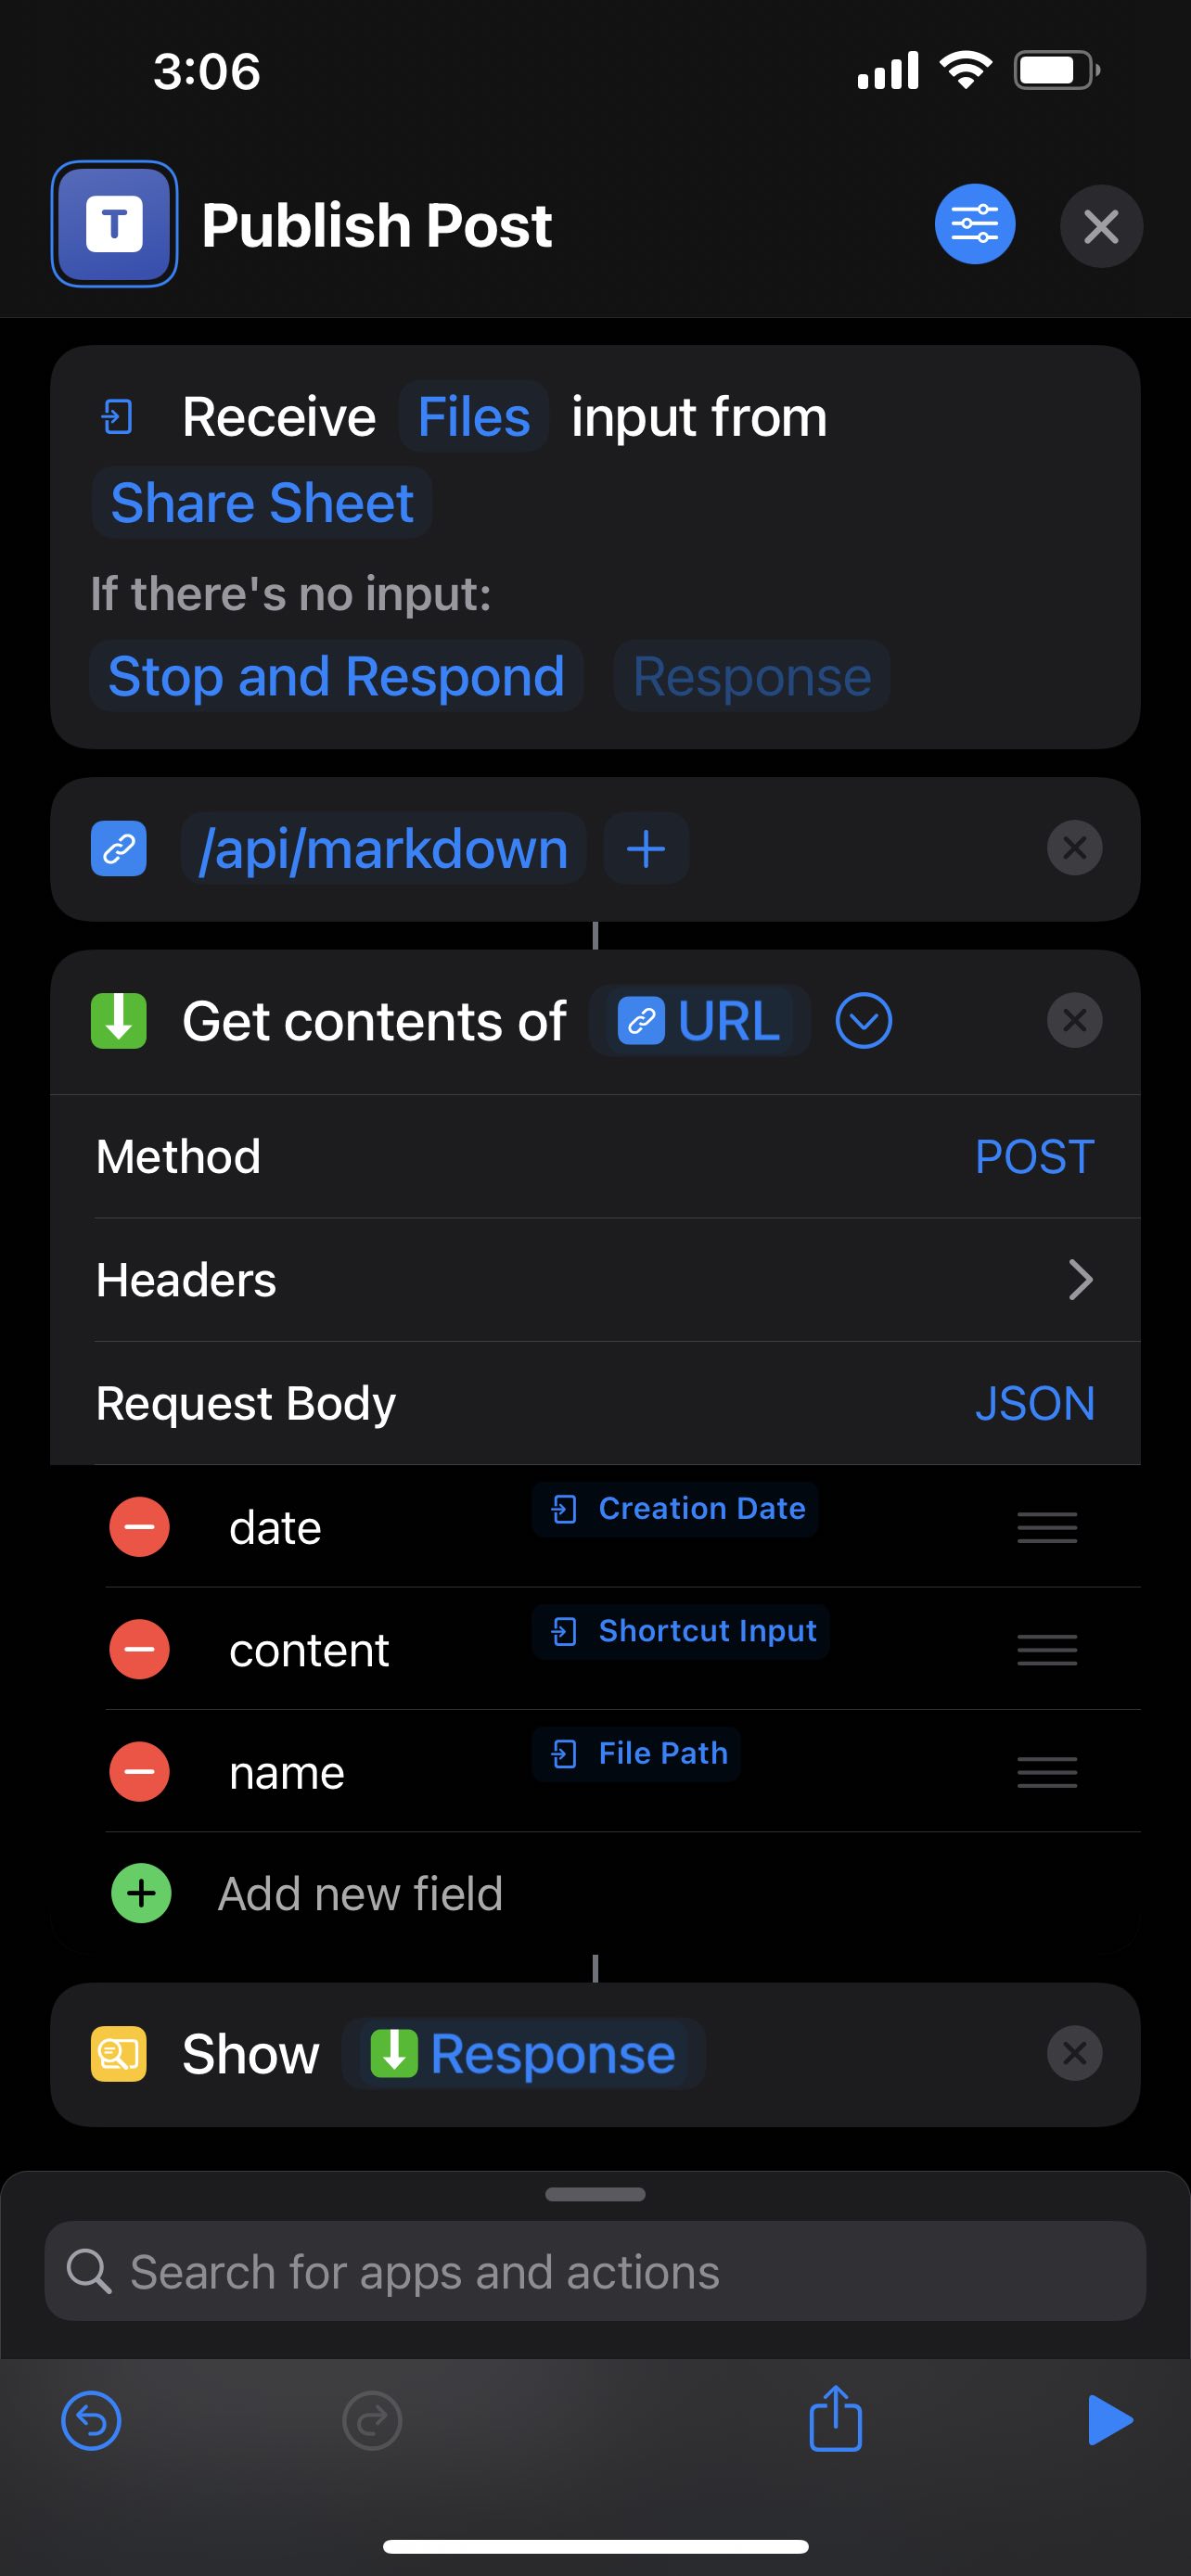 3:06
T
Publish Post
Receive Files input from
Share Sheet
If there's no input:
Stop and Respond Response
/api/markdown
Get contents of URL
Method POST
Headers
Request Body JSON
date Creation Date
content Shortcut Input
name File Path
Add new field
Show Response
Search for apps and actions